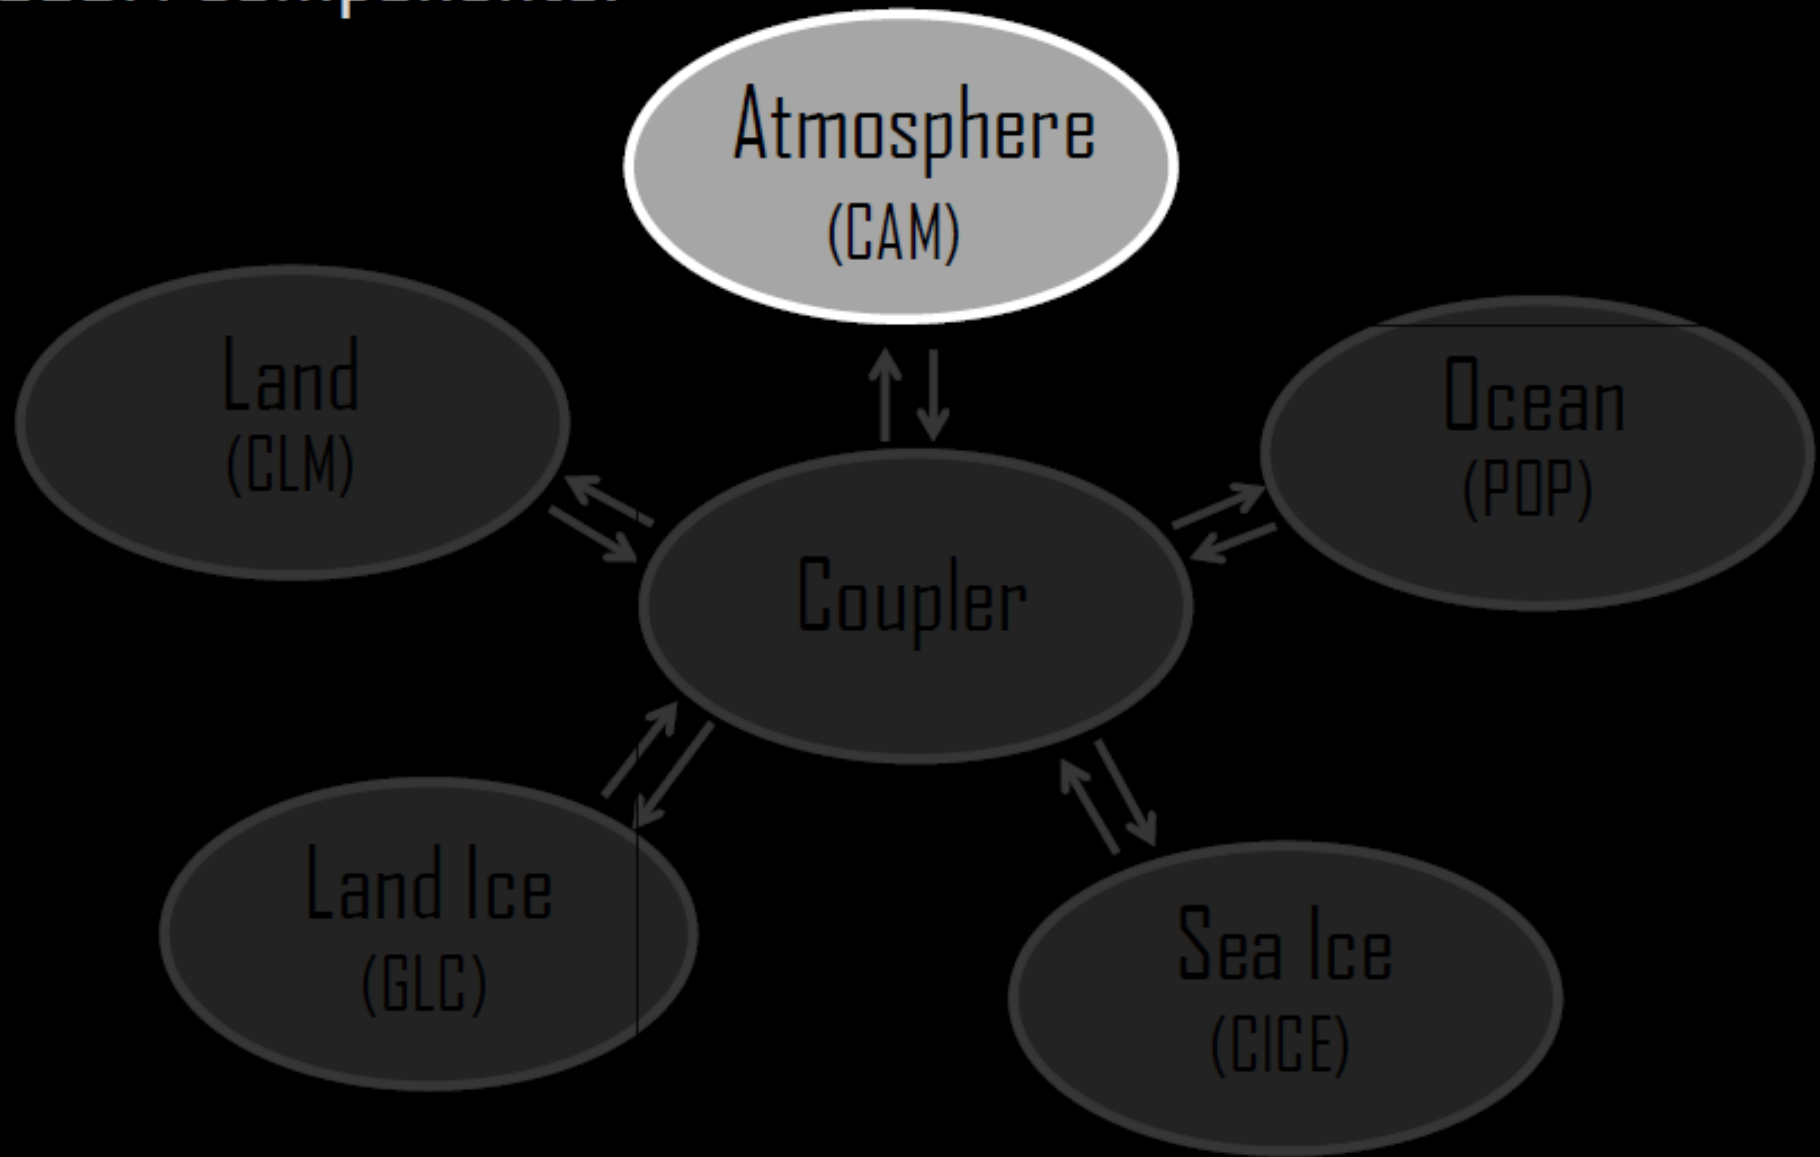 Atmosphere
(CAM)
Land
(CLM)
Ocean
(POP)
Coupler
Land Ice
(GLC)
Sea Ice
(CICE)